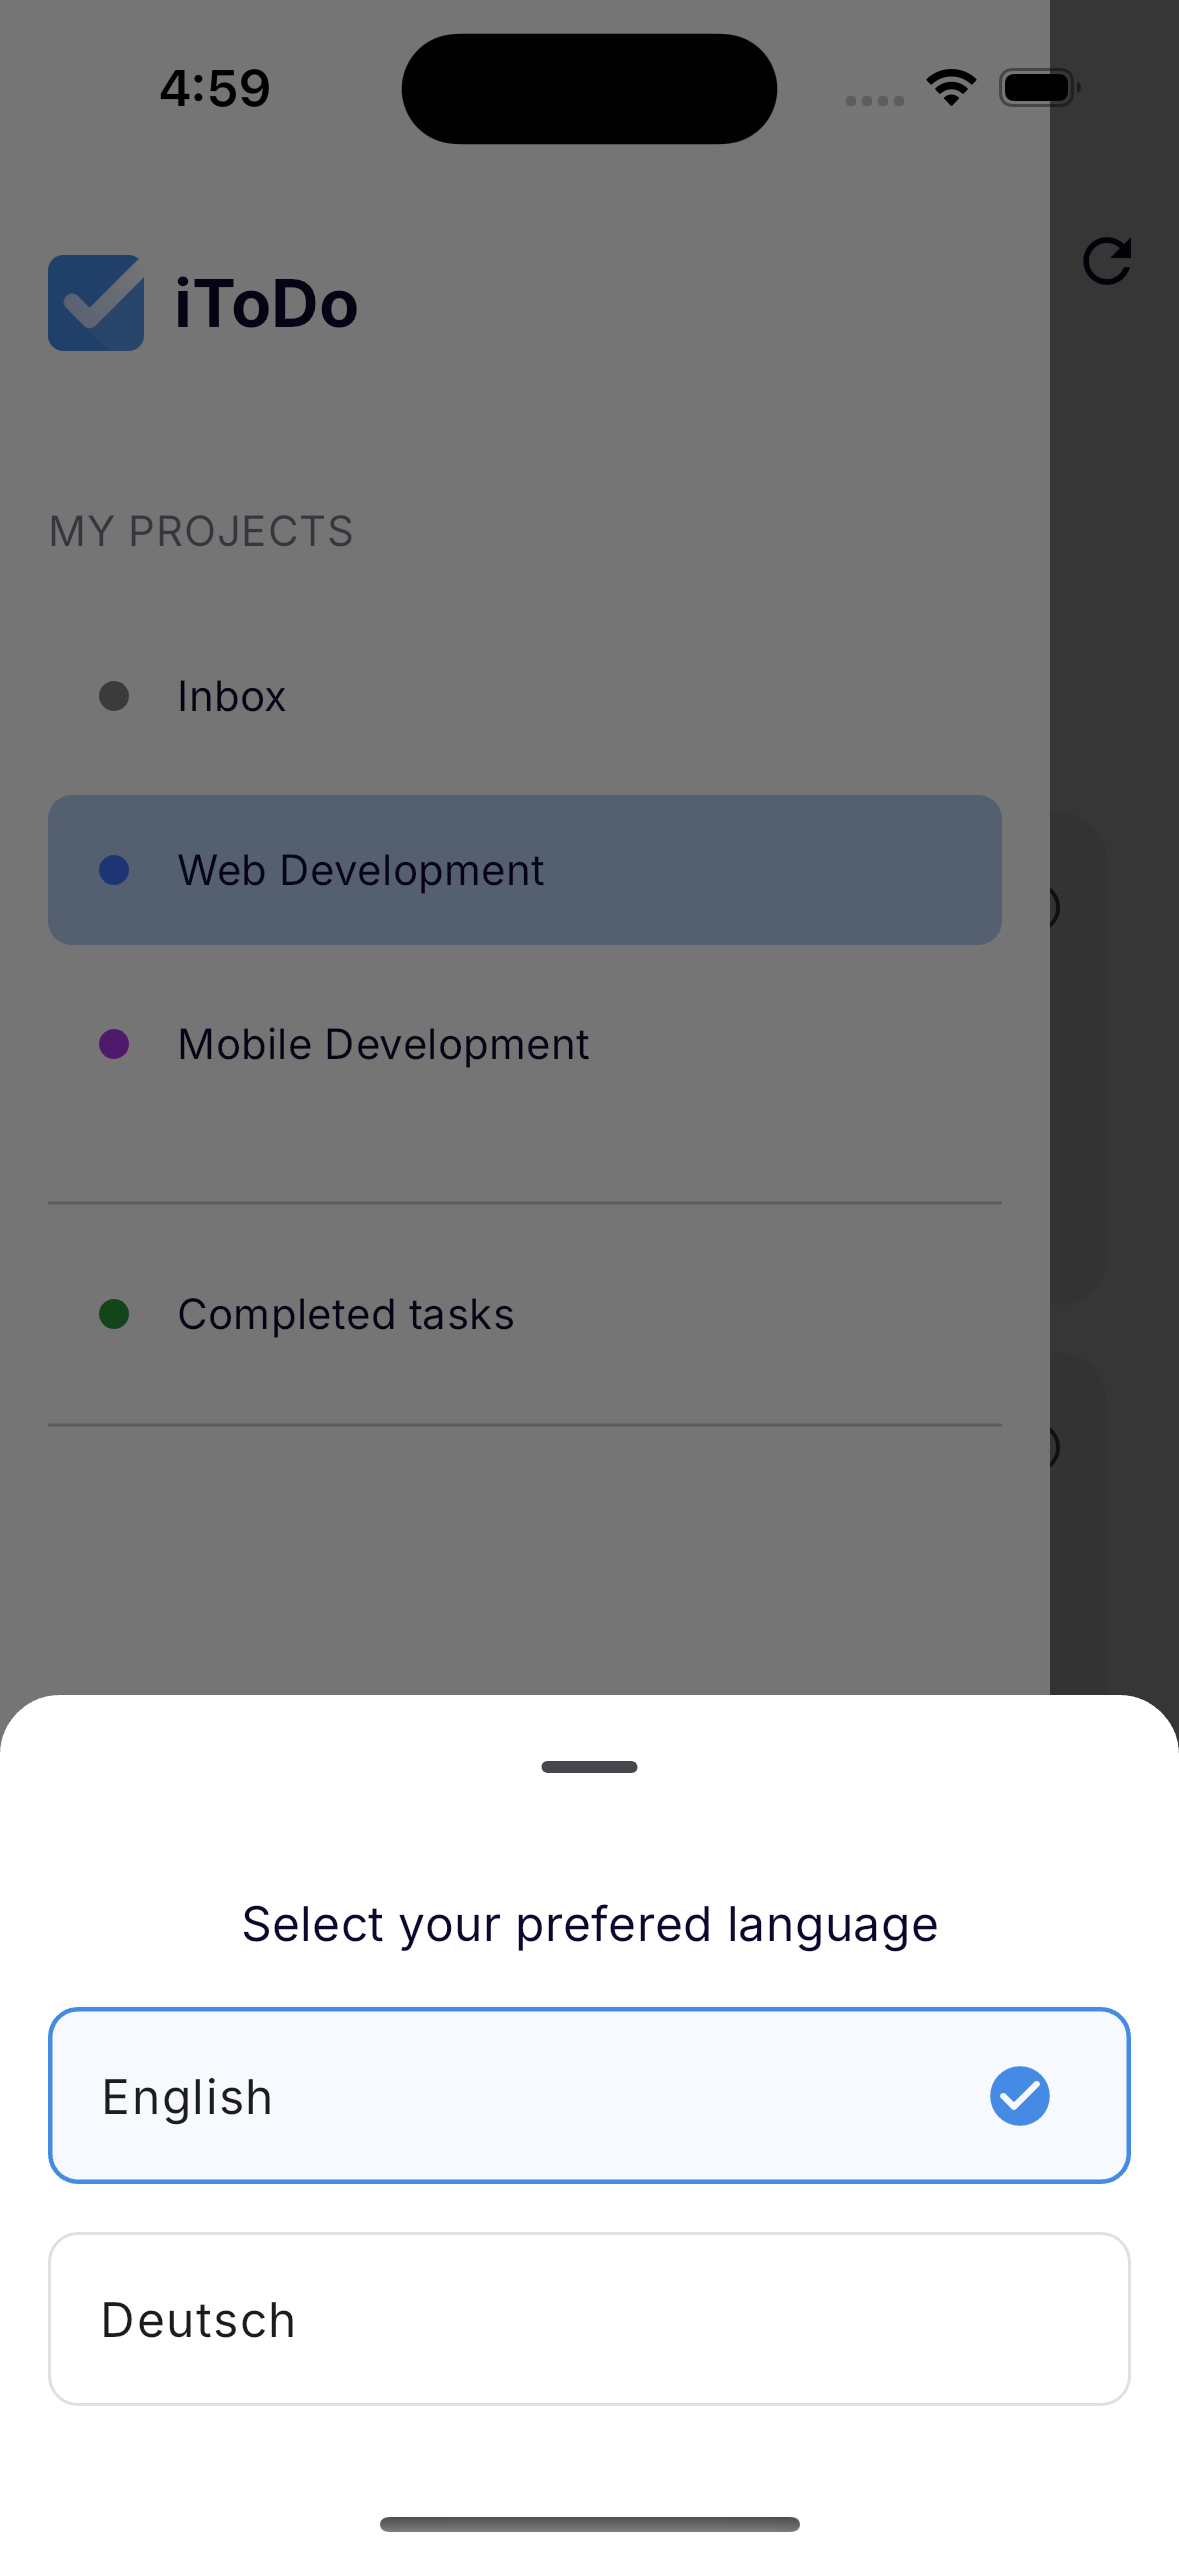 4:59
iToDo
MY PROJECTS
Inbox
Web Development
Mobile Development
Completed tasks
Select your prefered language
English
Deutsch